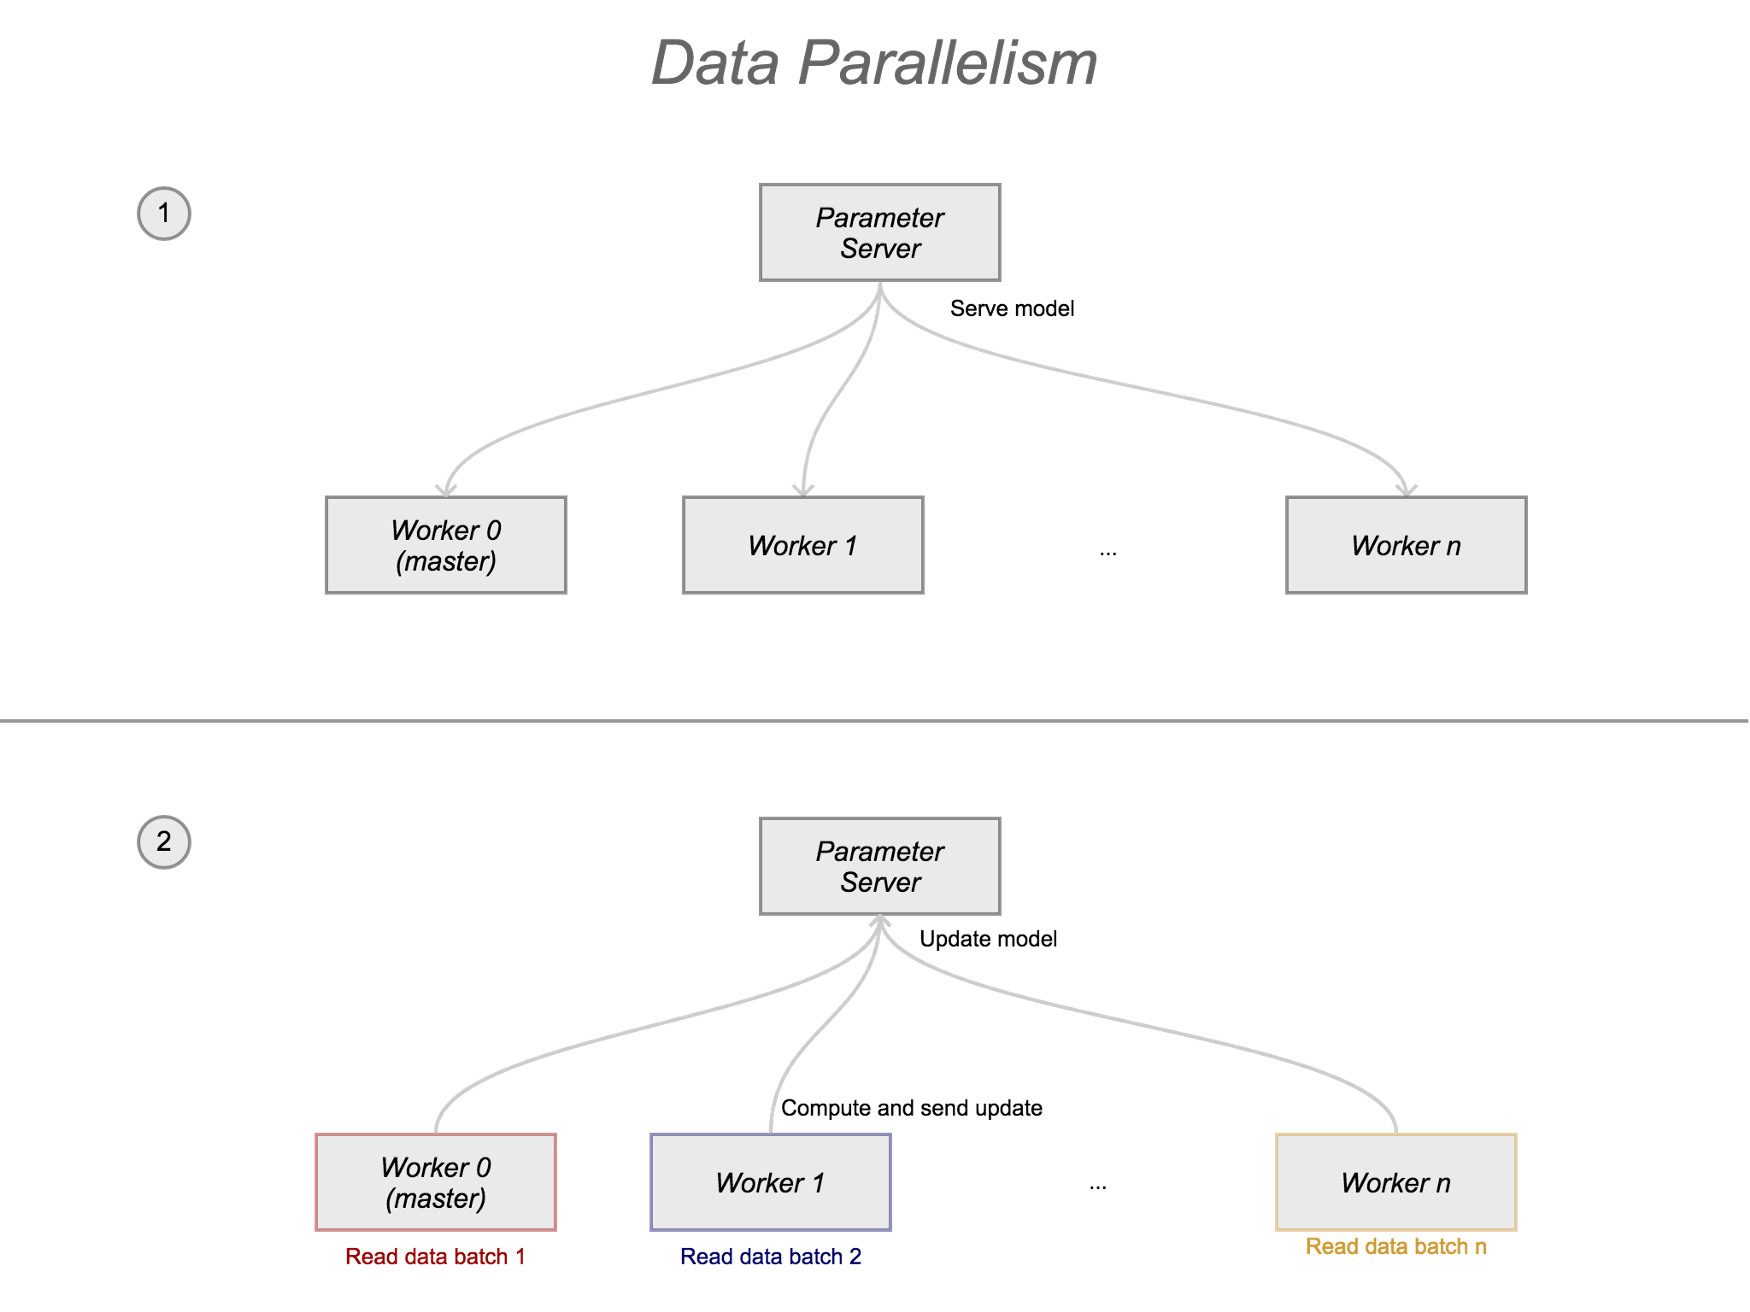 Data Parallelism
1
Parameter
Server
Serve model
Worker 0
(master)
Worker 1
...
Worker n
2
Parameter
Server
Update model
Compute and send update
Worker 0
(master)
Worker 1
...
Worker n
Read data batch 1
Read data batch 2
Read data batch n